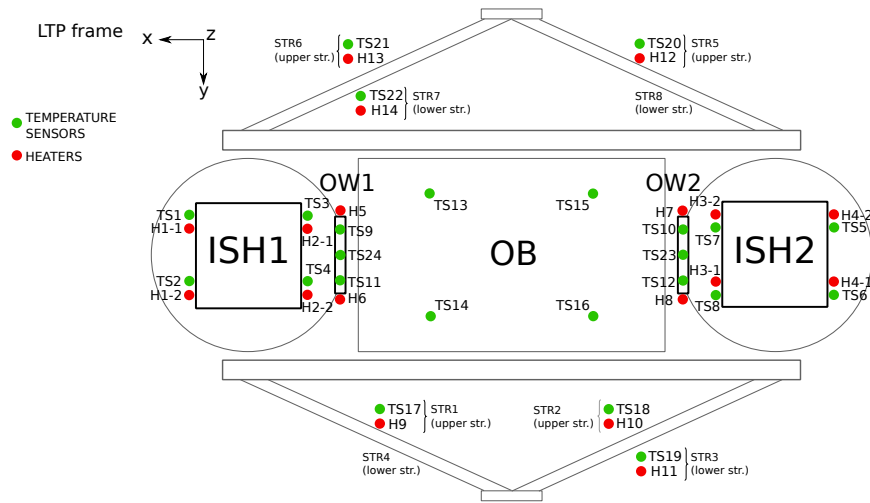 LTP frame
x
z
y
TEMPERATURE
SENSORS
HEATERS
STR6
(upper str.)
TS21
H13
TS20
H12
STR5
(upper str.)
TS22
H14
STR7
(lower str.)
STR8
(lower str.)
OW1
OW2
TS1
H1-1
TS3
H2-1
TS2
H1-2
TS4
H2-2
ISH1
H5
TS9
TS24
TS11
H6
TS13
TS15
OB
TS14
TS16
H7
TS10
TS23
TS12
H8
H3-2
TS7
H3-1
TS8
ISH2
H4-2
TS5
H4-1
TS6
TS17
H9
STR1
(upper str.)
STR2
(upper str.)
TS18
H10
STR4
(lower str.)
TS19
H11
STR3
(lower str.)